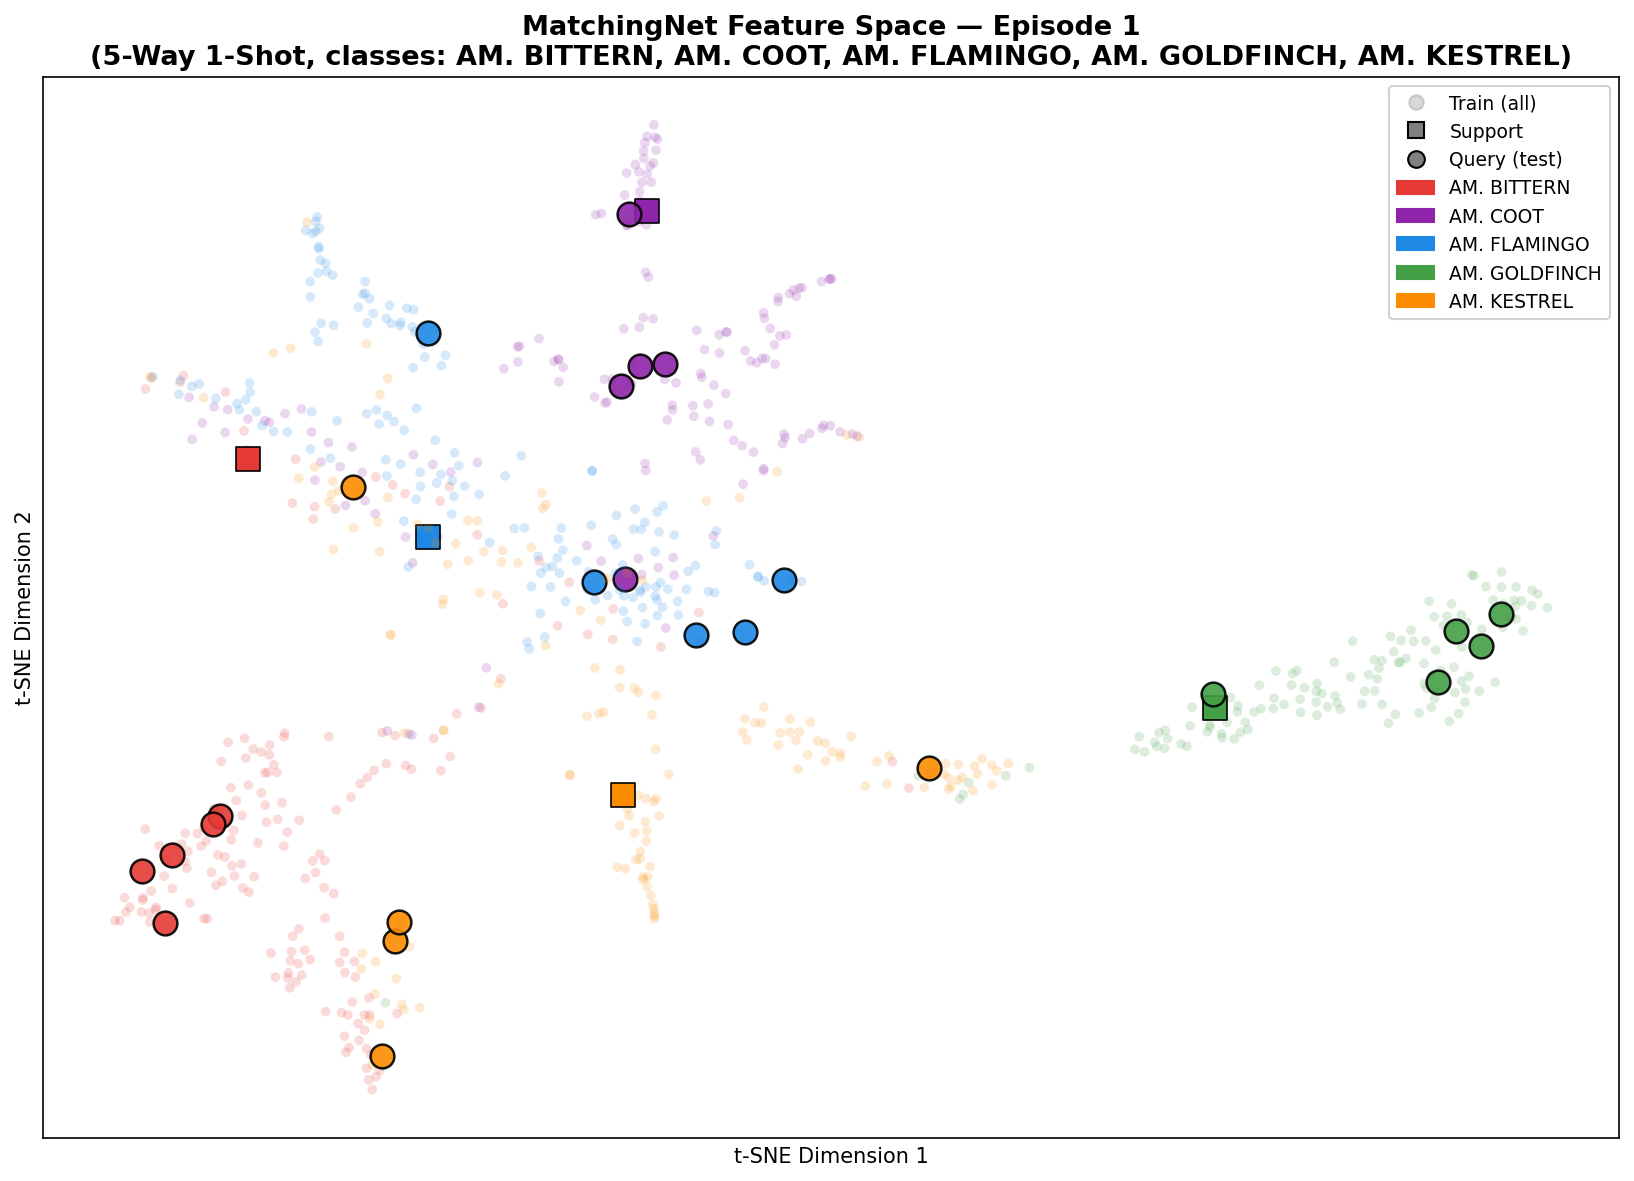 MatchingNet Feature Space — Episode 1
(5-Way 1-Shot, classes: AM. BITTERN, AM. COOT, AM. FLAMINGO, AM. GOLDFINCH, AM. KESTREL)
Train (all)
Support
Query (test)
AM. BITTERN
AM. COOT
AM. FLAMINGO
AM. GOLDFINCH
AM. KESTREL
t-SNE Dimension 2
t-SNE Dimension 1